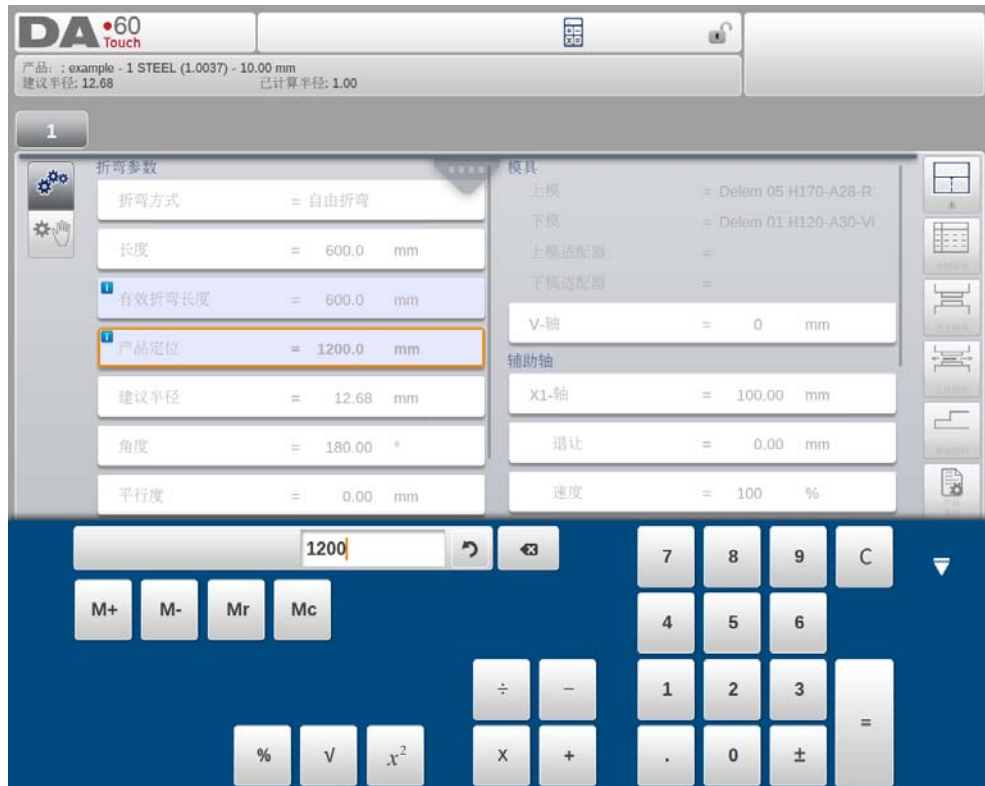 DA•60
Touch
产品: : example - 1 STEEL (1.0037) - 10.00 mm
建议半径: 12.68 已计算半径: 1.00
1
折弯参数
折弯方式 = 自由折弯
长度 = 600.0 mm
有效折弯长度 = 600.0 mm
产品定位 = 1200.0 mm
建议半径 = 12.68 mm
角度 = 180.00 °
平行度 = 0.00 mm
模具
上模 = Delem 05 H170-A28-R
下模 = Delem 01 H120-A30-VI
上模适配器 =
下模适配器 =
V-轴 = 0 mm
辅助轴
X1-轴 = 100.00 mm
退让 = 0.00 mm
速度 = 100 %
1200
7 8 9 C
M+ M- Mr Mc
4 5 6
÷ − 1 2 3 =
% √ x² X + . 0 ±